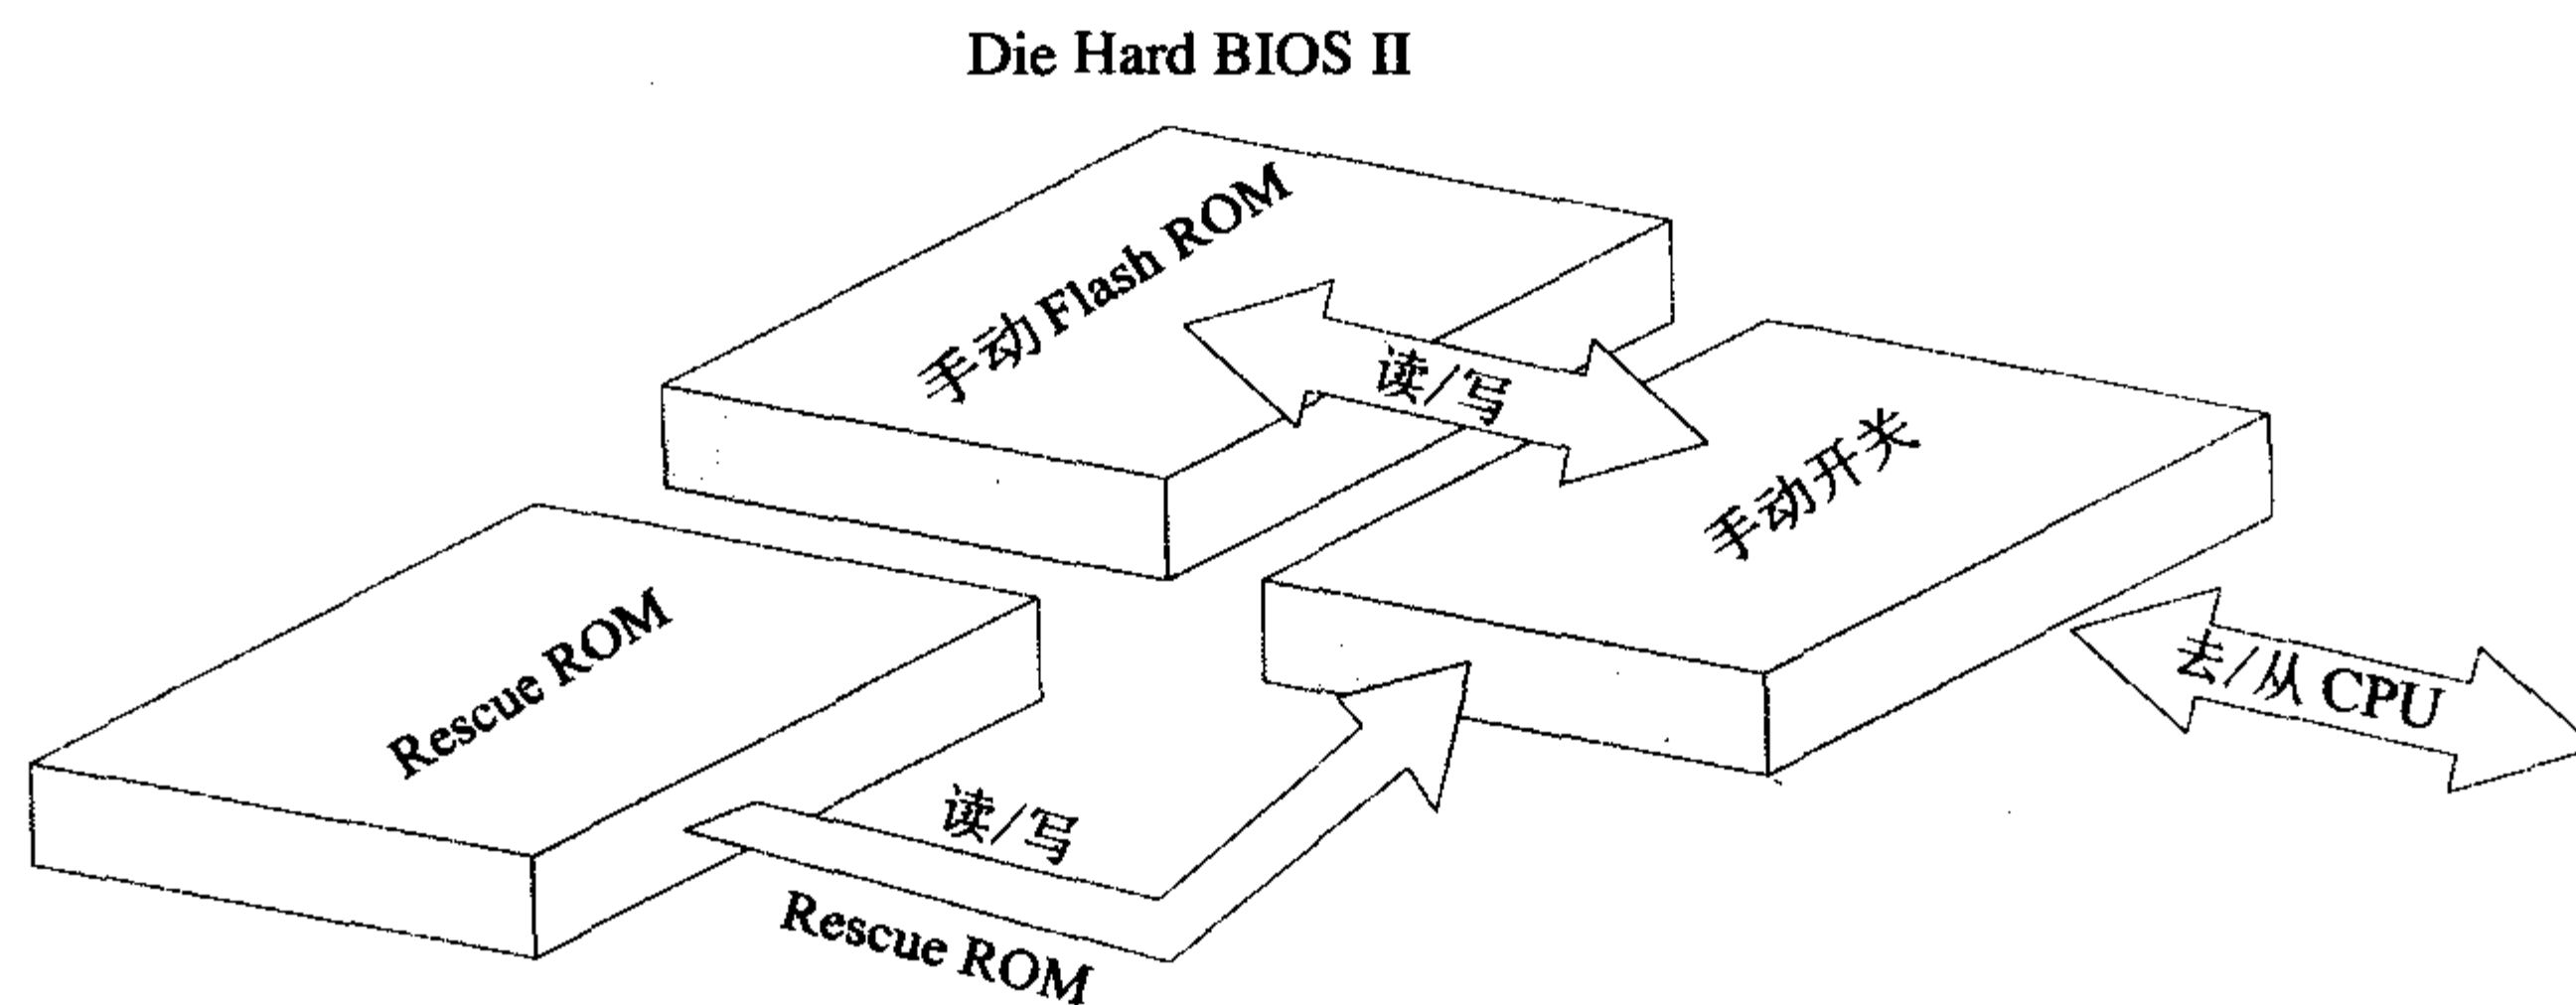 Die Hard BIOS II
手动 Flash ROM
读/写
手动开关
Rescue ROM
去/从 CPU
读/写
Rescue ROM